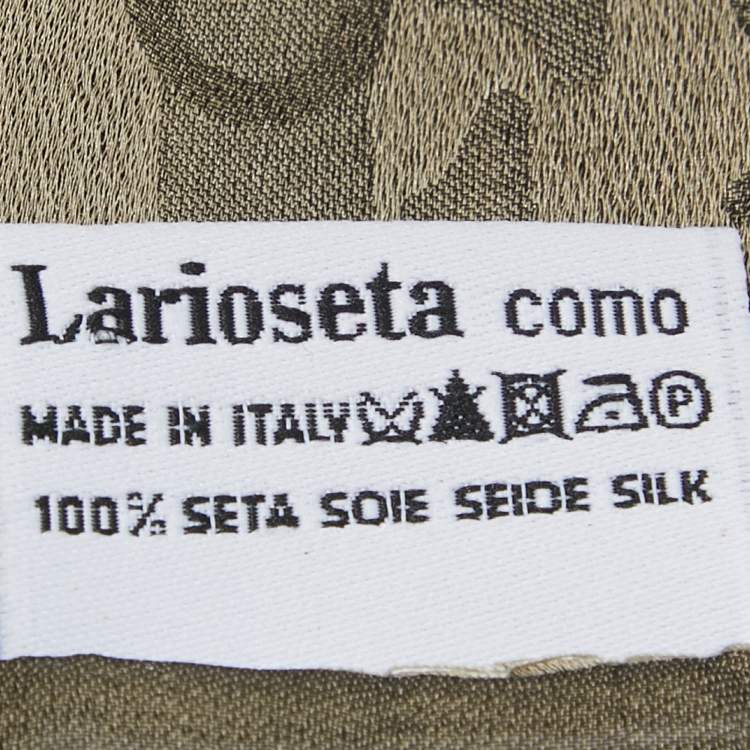 Larioseta como
MADE IN ITALY P
100% SETA SOIE SEIDE SILK